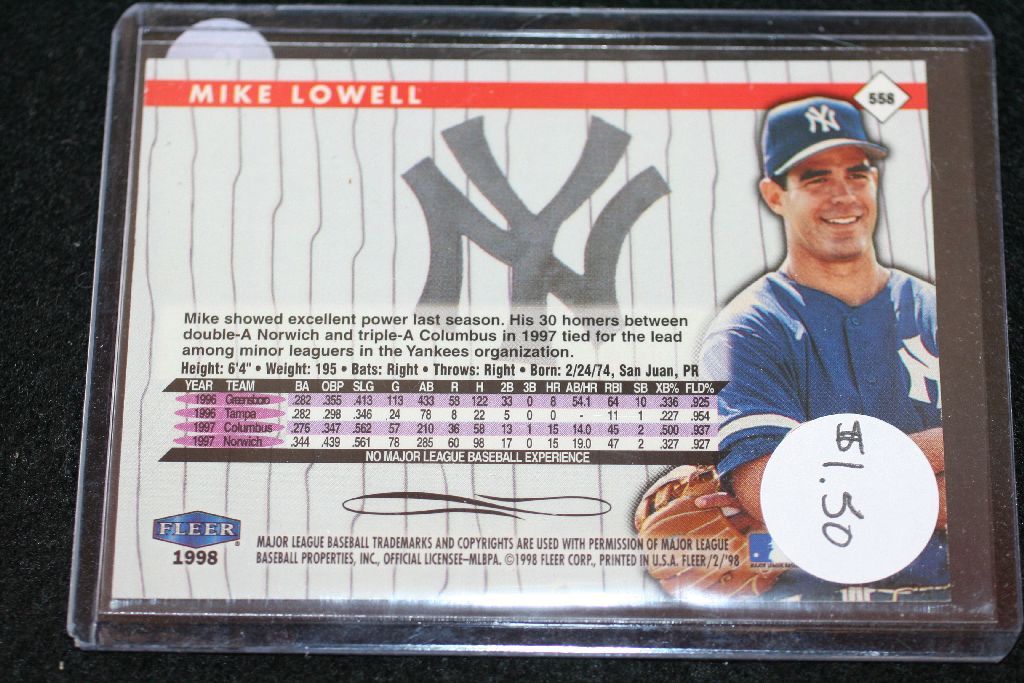 MIKE LOWELL
558
NY
NY
Mike showed excellent power last season. His 30 homers between
double-A Norwich and triple-A Columbus in 1997 tied for the lead
among minor leaguers in the Yankees organization.
Height: 6'4" • Weight: 195 • Bats: Right • Throws: Right • Born: 2/24/74, San Juan, PR
YEAR TEAM BA OBP SLG G AB R H 2B 3B HR AB/HR RBI SB XB% FLD%
1996 Greensboro .282 .355 .413 113 433 58 122 33 0 8 54.1 64 10 .336 .925
1996 Tampa .282 .298 .346 24 78 8 22 5 0 0 - 11 1 .227 .954
1997 Columbus .276 .347 .562 57 210 36 58 13 1 15 14.0 45 2 .500 .937
1997 Norwich .344 .439 .561 78 285 60 98 17 0 15 19.0 47 2 .327 .927
NO MAJOR LEAGUE BASEBALL EXPERIENCE
$1.50
FLEER
1998
MAJOR LEAGUE BASEBALL TRADEMARKS AND COPYRIGHTS ARE USED WITH PERMISSION OF MAJOR LEAGUE
BASEBALL PROPERTIES, INC., OFFICIAL LICENSEE–MLBPA. ©1998 FLEER CORP., PRINTED IN U.S.A. FLEER/2/'98